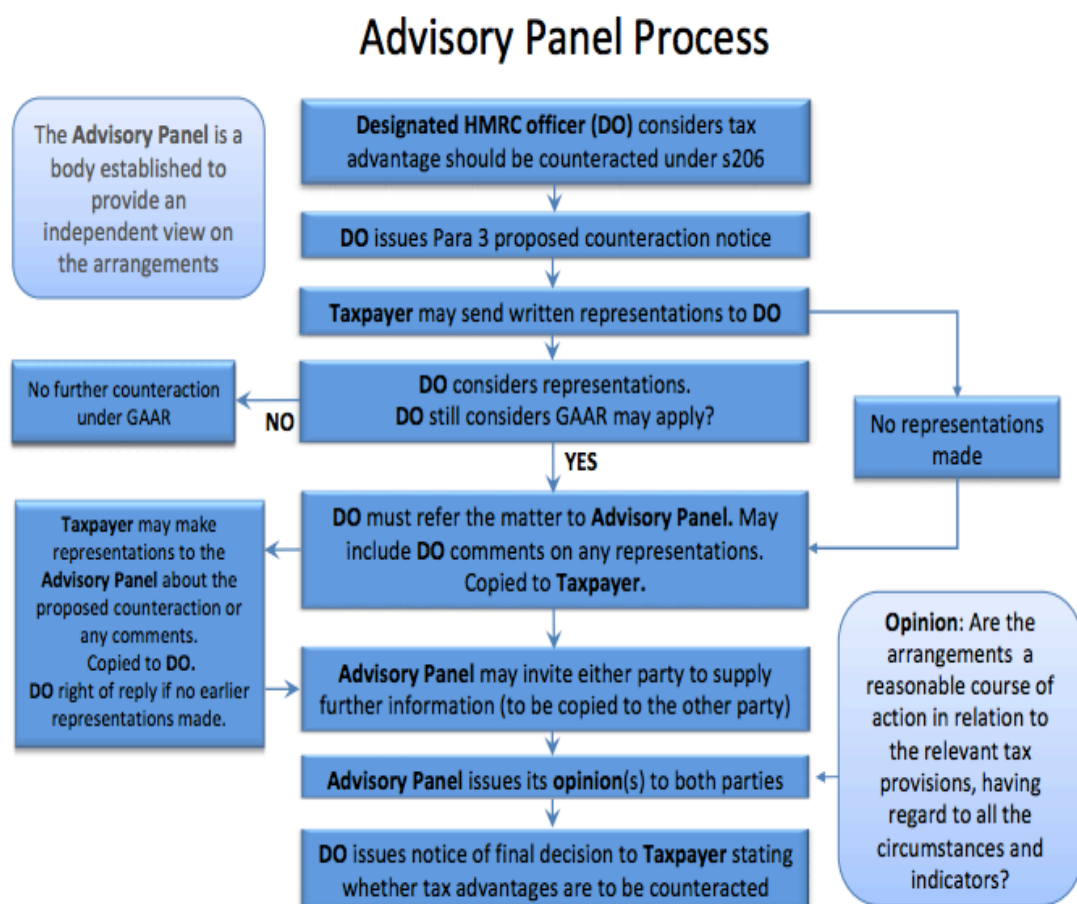 Advisory Panel Process
The Advisory Panel is a
body established to
provide an
independent view on
the arrangements
Designated HMRC officer (DO) considers tax
advantage should be counteracted under s206
DO issues Para 3 proposed counteraction notice
Taxpayer may send written representations to DO
No further counteraction
under GAAR
NO
DO considers representations.
DO still considers GAAR may apply?
No representations
made
YES
Taxpayer may make
representations to the
Advisory Panel about the
proposed counteraction or
any comments.
Copied to DO.
DO right of reply if no earlier
representations made.
DO must refer the matter to Advisory Panel. May
include DO comments on any representations.
Copied to Taxpayer.
Advisory Panel may invite either party to supply
further information (to be copied to the other party)
Opinion: Are the
arrangements a
reasonable course of
action in relation to
the relevant tax
provisions, having
regard to all the
circumstances and
indicators?
Advisory Panel issues its opinion(s) to both parties
DO issues notice of final decision to Taxpayer stating
whether tax advantages are to be counteracted